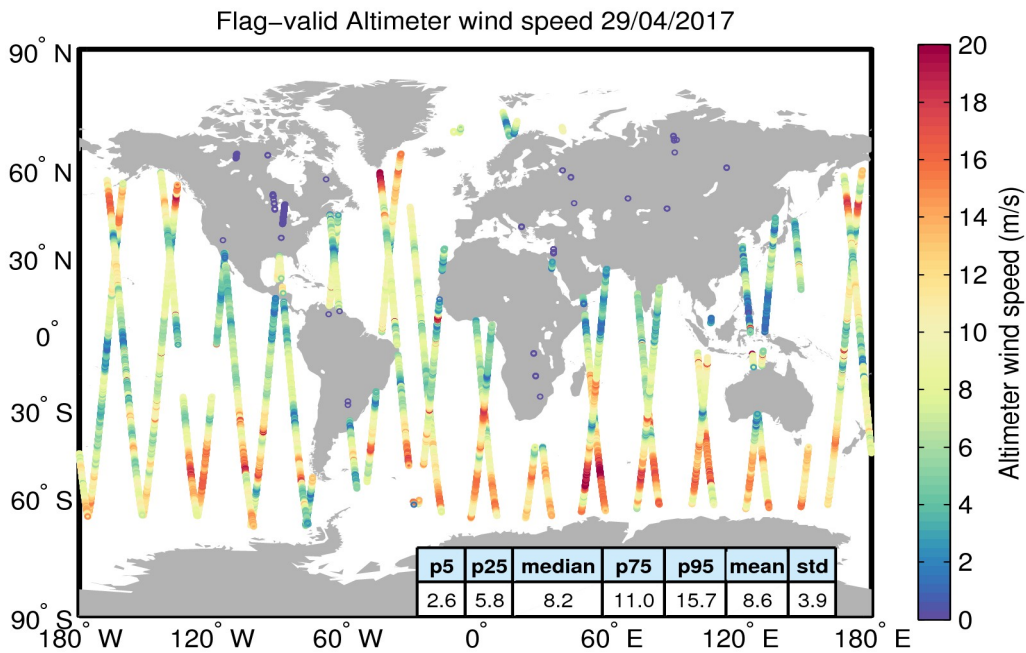 Flag−valid Altimeter wind speed 29/04/2017
90° N
60° N
30° N
0°
30° S
60° S
90° S
180° W
120° W
60° W
0°
60° E
120° E
180° E
p5 p25 median p75 p95 mean std
2.6 5.8 8.2 11.0 15.7 8.6 3.9
20
18
16
14
12
10
8
6
4
2
0
Altimeter wind speed (m/s)